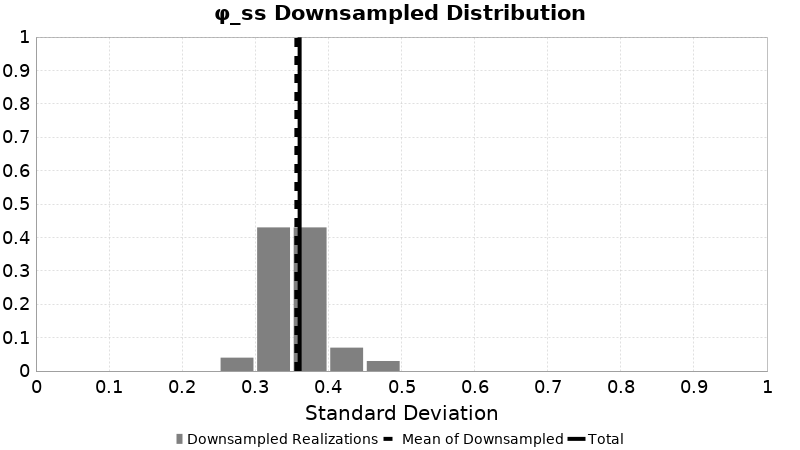 φ_ss Downsampled Distribution
1
0.9
0.8
0.7
0.6
0.5
0.4
0.3
0.2
0.1
0
0 0.1 0.2 0.3 0.4 0.5 0.6 0.7 0.8 0.9 1
Standard Deviation
Downsampled Realizations Mean of Downsampled Total